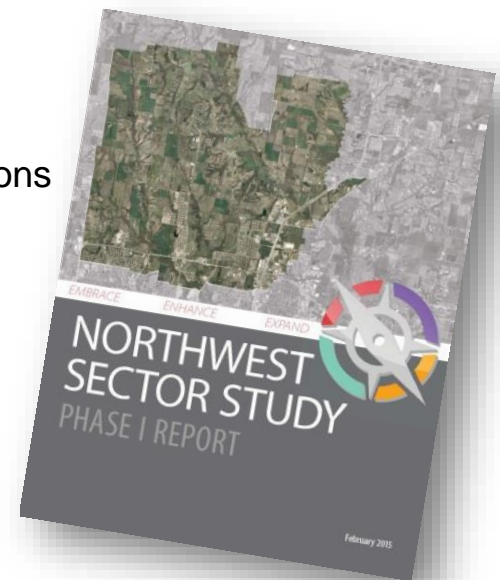 ons
EMBRACE ENHANCE EXPAND
NORTHWEST
SECTOR STUDY
PHASE I REPORT
February 2015